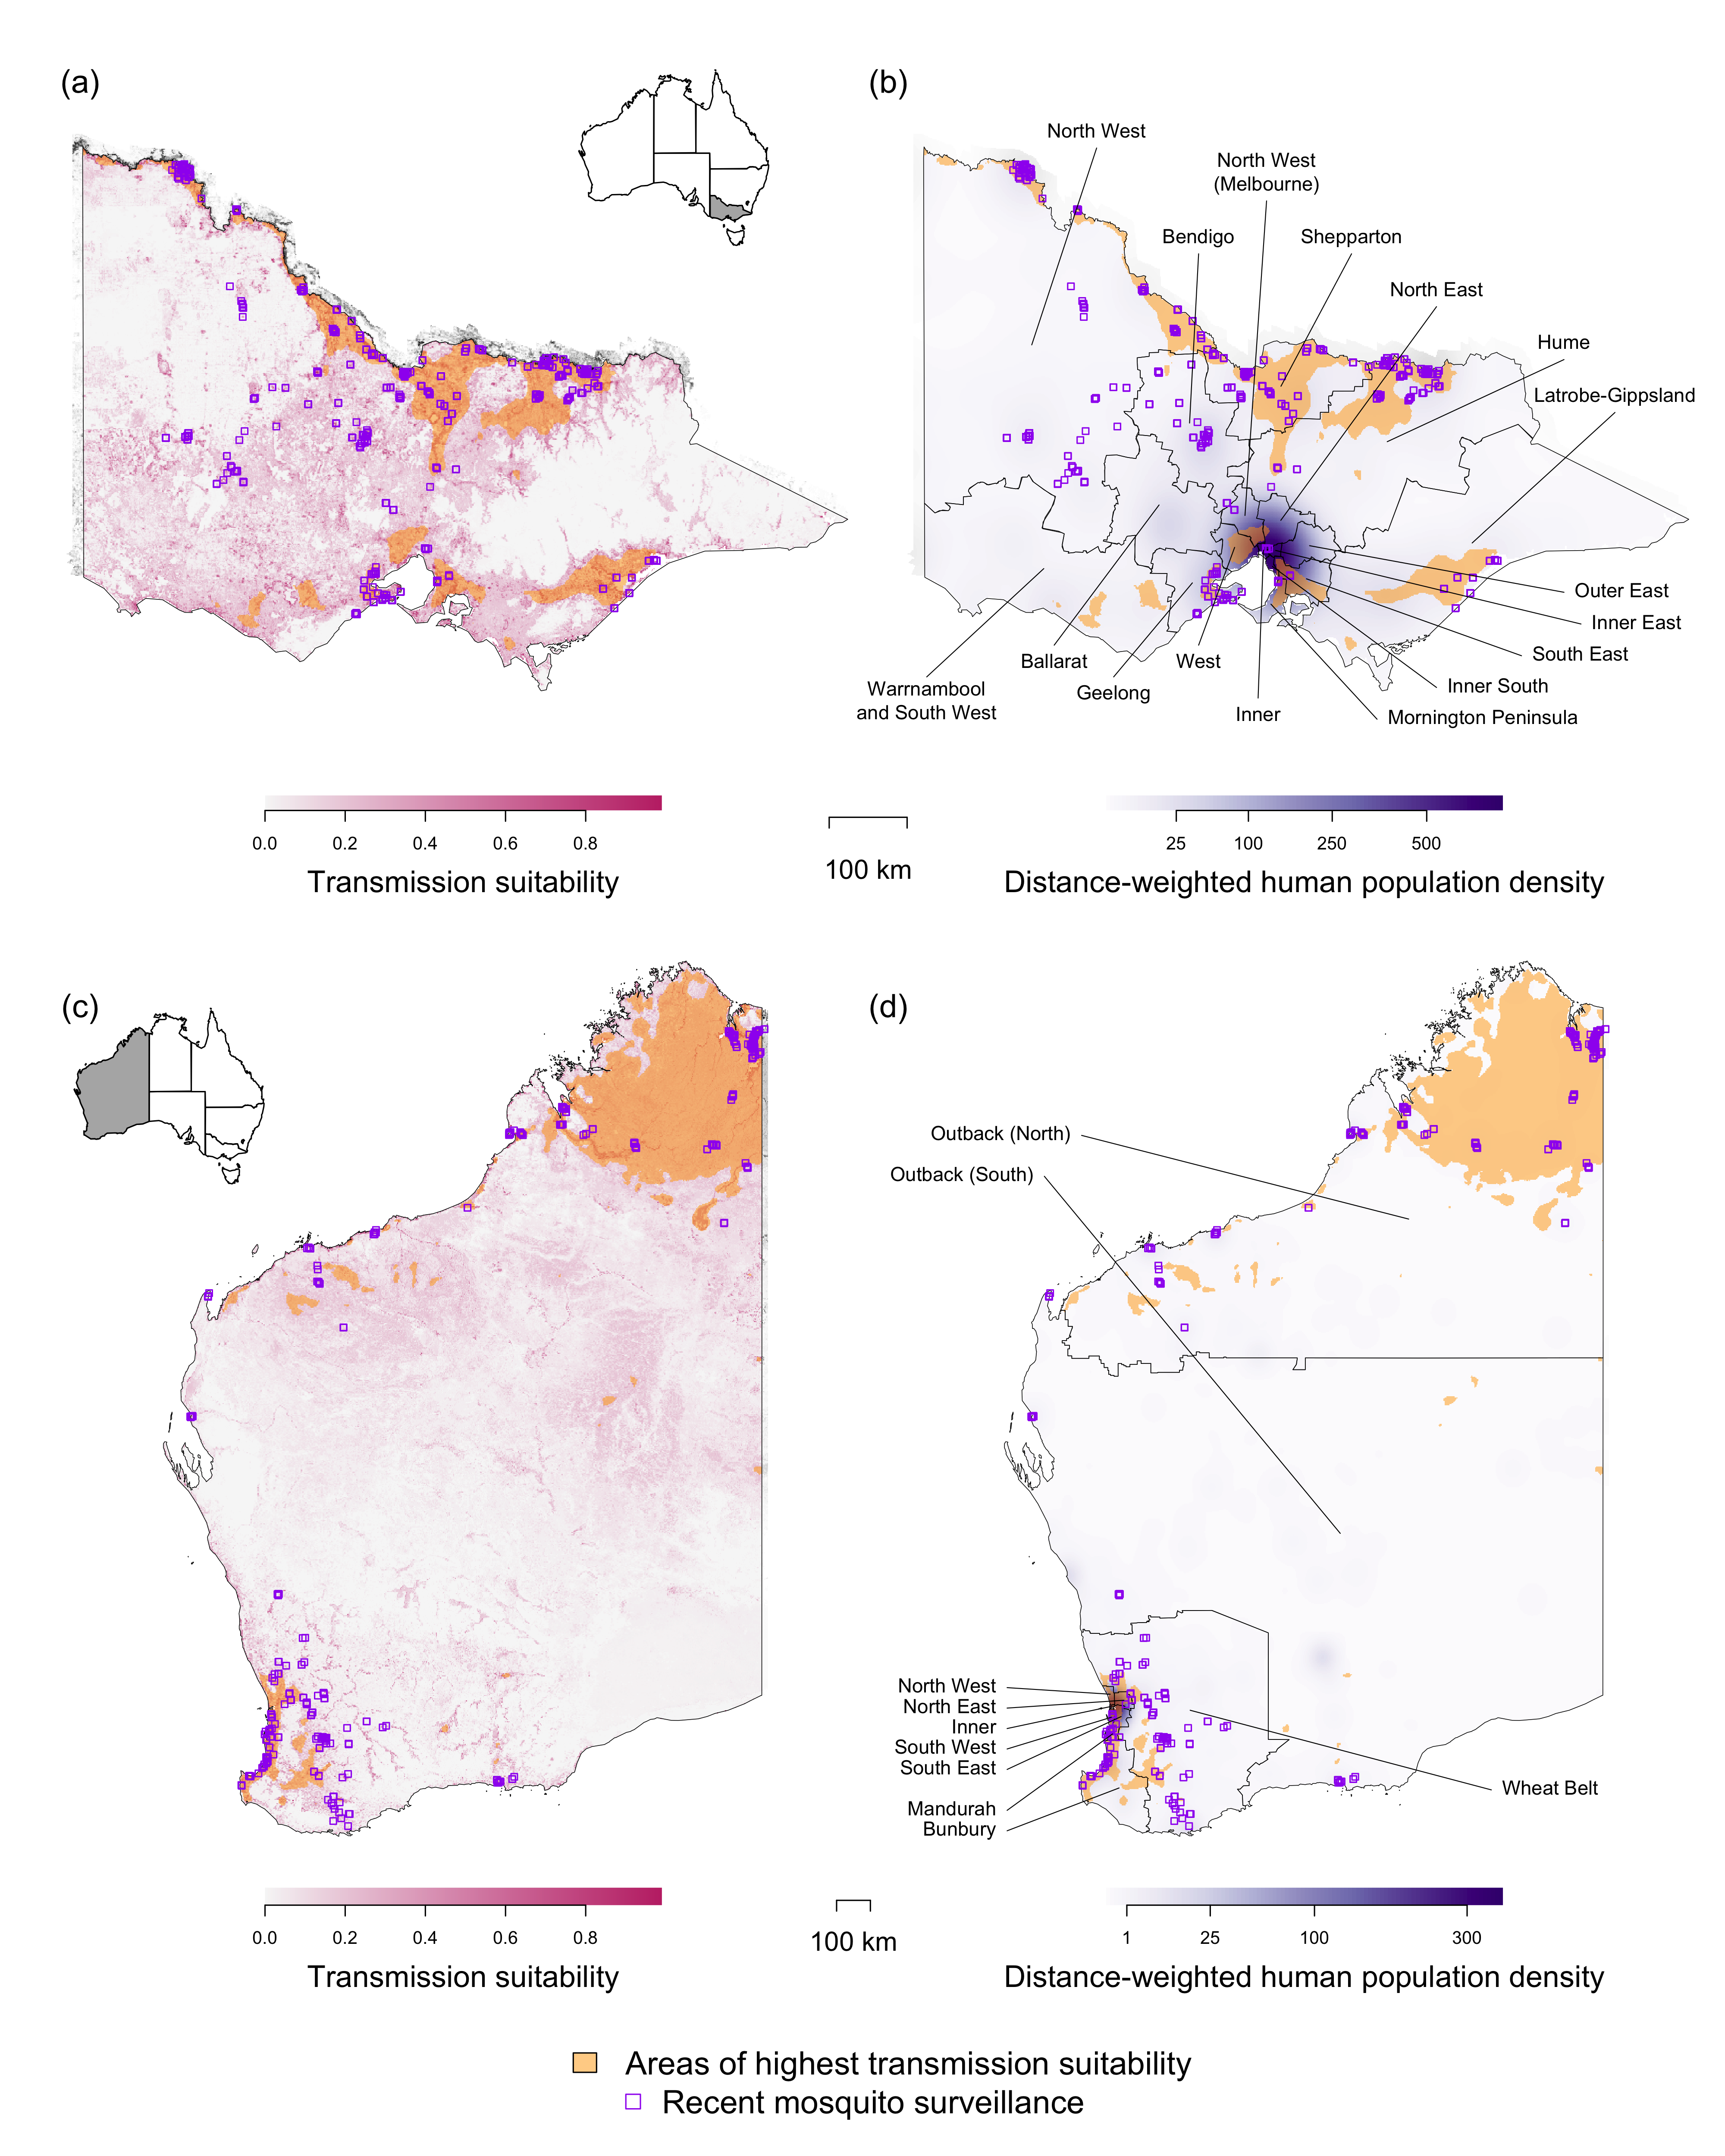 (a)
(b)
North West
North West
(Melbourne)
Bendigo
Shepparton
North East
Hume
Latrobe-Gippsland
Outer East
Inner East
South East
Inner South
Mornington Peninsula
Ballarat
West
Geelong
Warrnambool
and South West
Inner
0.0 0.2 0.4 0.6 0.8
Transmission suitability
100 km
25 100 250 500
Distance-weighted human population density
(c)
(d)
Outback (North)
Outback (South)
North West
North East
Inner
South West
South East
Mandurah
Bunbury
Wheat Belt
0.0 0.2 0.4 0.6 0.8
Transmission suitability
100 km
1 25 100 300
Distance-weighted human population density
Areas of highest transmission suitability
Recent mosquito surveillance